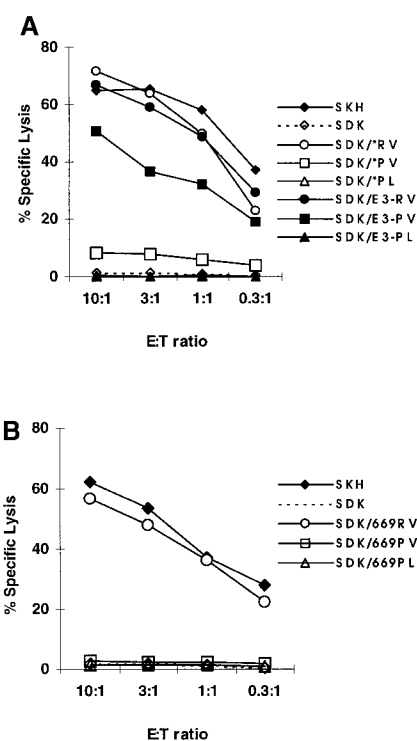 A
80
60
40
20
0
% Specific Lysis
10:1 3:1 1:1 0.3:1
E:T ratio
SKH
SDK
SDK/*RV
SDK/*PV
SDK/*PL
SDK/E3-RV
SDK/E3-PV
SDK/E3-PL
B
80
60
40
20
0
% Specific Lysis
10:1 3:1 1:1 0.3:1
E:T ratio
SKH
SDK
SDK/669RV
SDK/669PV
SDK/669PL